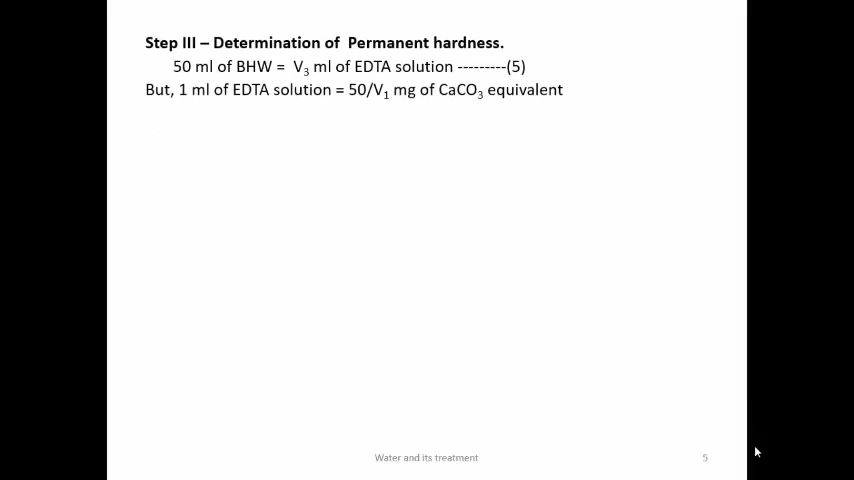 Step III – Determination of Permanent hardness.
50 ml of BHW = V₃ ml of EDTA solution ---------(5)
But, 1 ml of EDTA solution = 50/V₁ mg of CaCO₃ equivalent
Water and its treatment
5